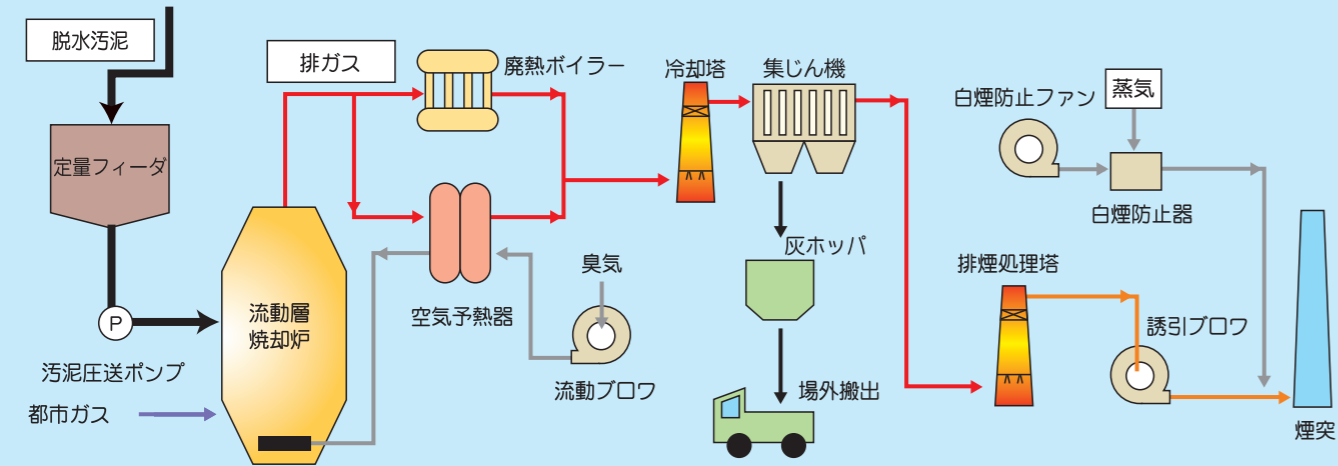 脱水汚泥
定量フィーダ
P
汚泥圧送ポンプ
都市ガス
流動層
焼却炉
排ガス
廃熱ボイラー
空気予熱器
臭気
流動ブロワ
冷却塔
集じん機
灰ホッパ
場外搬出
白煙防止ファン
蒸気
白煙防止器
排煙処理塔
誘引ブロワ
煙突